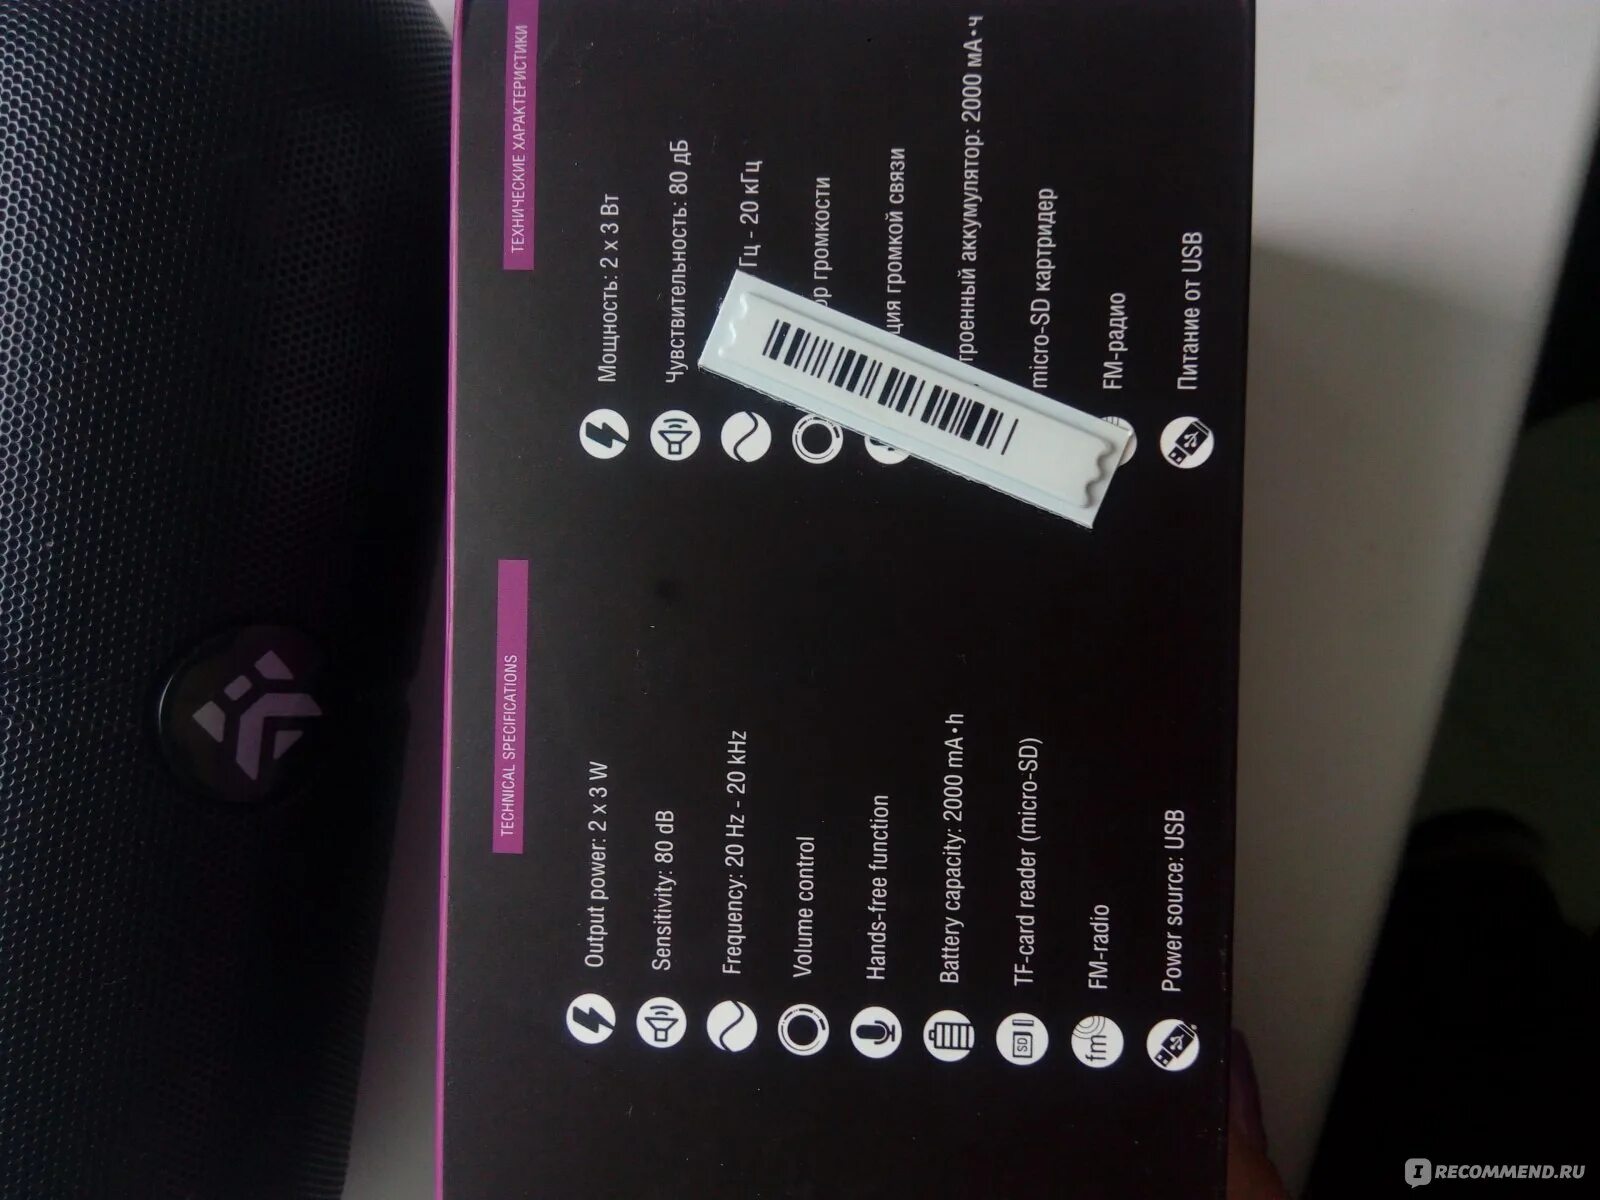 TECHNICAL SPECIFICATIONS
Output power: 2 x 3 W
Sensitivity: 80 dB
Frequency: 20 Hz - 20 kHz
Volume control
Hands-free function
Battery capacity: 2000 mA•h
SD
TF-card reader (micro-SD)
fm
FM-radio
Power source: USB
ТЕХНИЧЕСКИЕ ХАРАКТЕРИСТИКИ
Мощность: 2 x 3 Вт
Чувствительность: 80 дБ
Гц - 20 кГц
громкости
громкой связи
аккумулятор: 2000 мА•ч
micro-SD картридер
FM-радио
Питание от USB
IRECOMMEND.RU